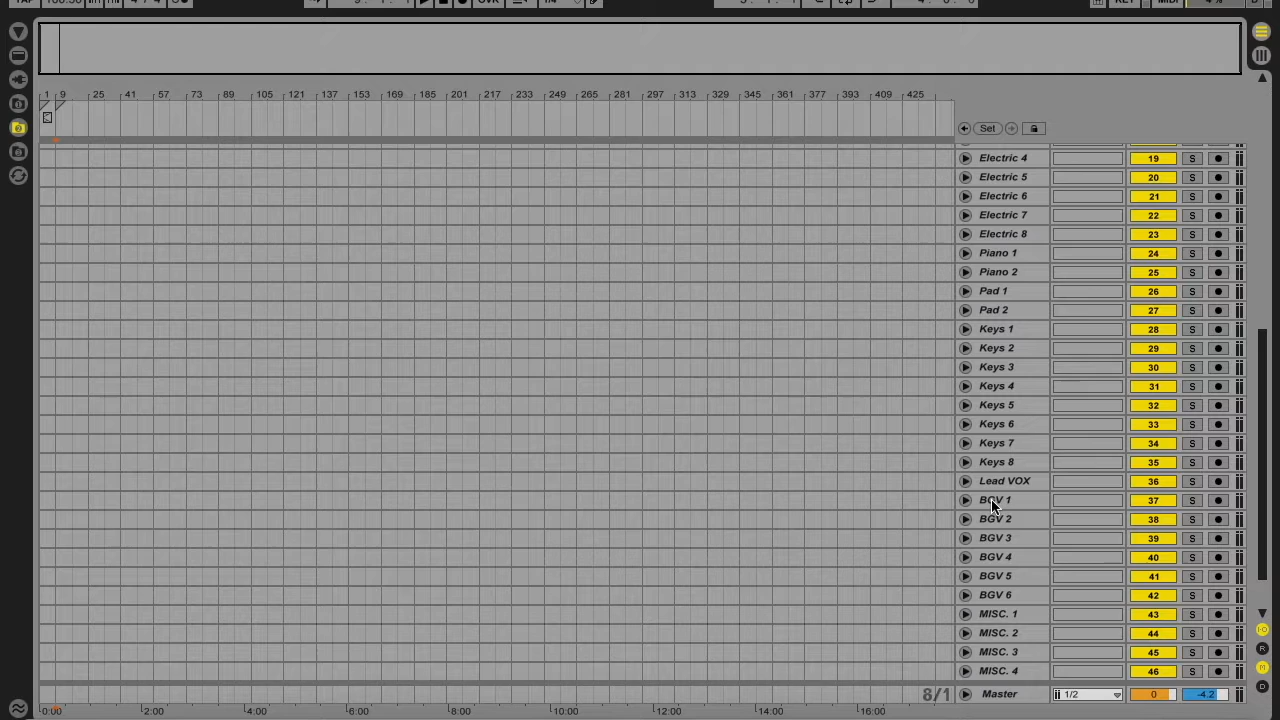 1 9 25 41 57 73 89 105 121 137 153 169 185 201 217 233 249 265 281 297 313 329 345 361 377 393 409 425
Set
Electric 4 19 S
Electric 5 20 S
Electric 6 21 S
Electric 7 22 S
Electric 8 23 S
Piano 1 24 S
Piano 2 25 S
Pad 1 26 S
Pad 2 27 S
Keys 1 28 S
Keys 2 29 S
Keys 3 30 S
Keys 4 31 S
Keys 5 32 S
Keys 6 33 S
Keys 7 34 S
Keys 8 35 S
Lead VOX 36 S
BGV 1 37 S
BGV 2 38 S
BGV 3 39 S
BGV 4 40 S
BGV 5 41 S
BGV 6 42 S
MISC. 1 43 S
MISC. 2 44 S
MISC. 3 45 S
MISC. 4 46 S
8/1 Master 1/2 0 -4.2
0:00 2:00 4:00 6:00 8:00 10:00 12:00 14:00 16:00
R
D